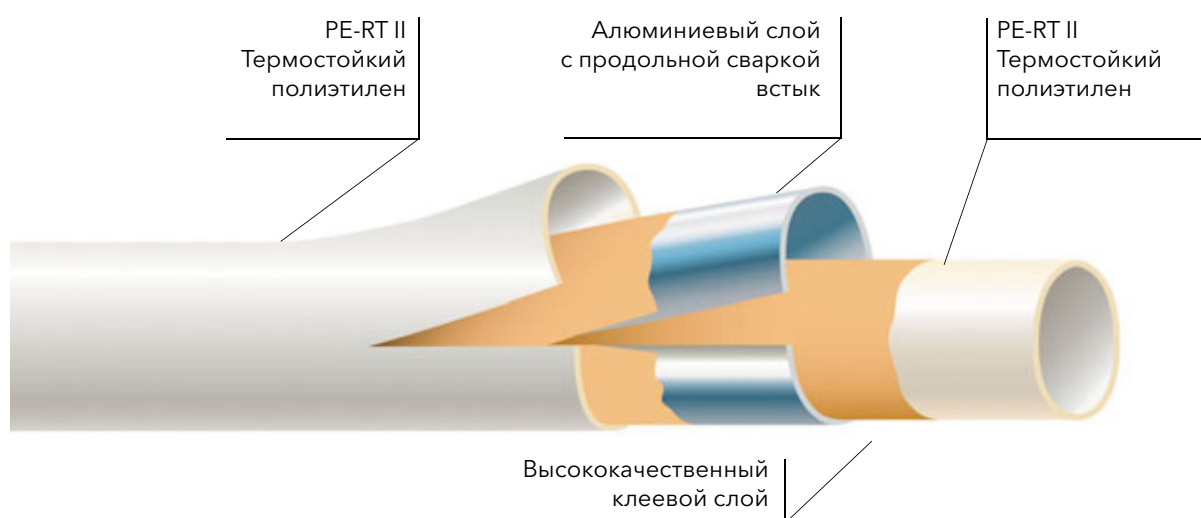 PE-RT II
Термостойкий
полиэтилен
Алюминиевый слой
с продольной сваркой
встык
PE-RT II
Термостойкий
полиэтилен
Высококачественный
клеевой слой